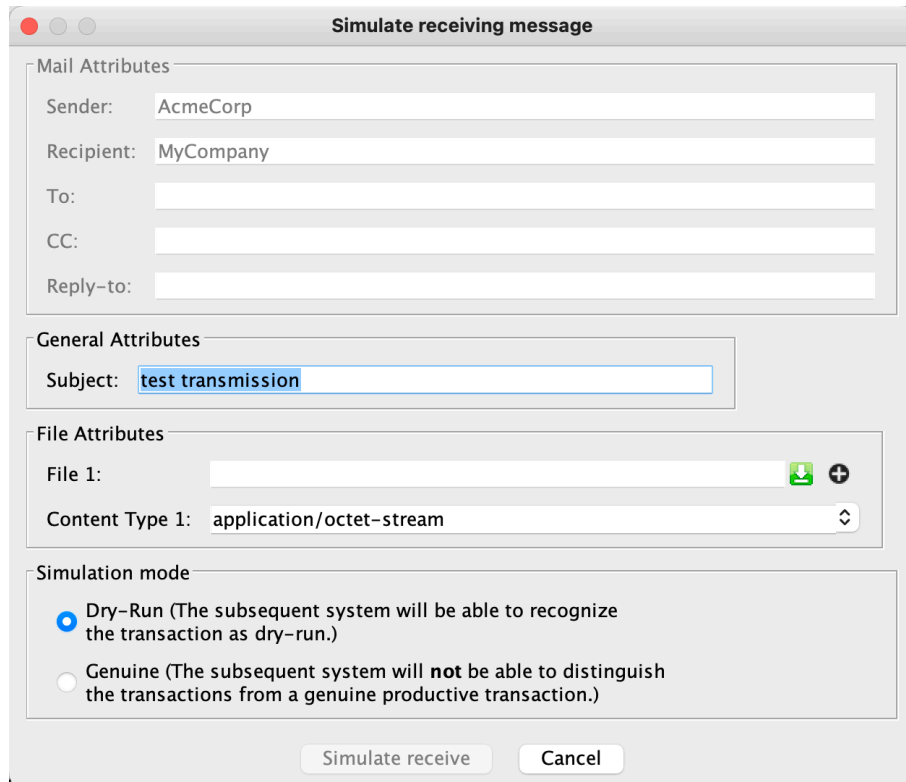 Simulate receiving message
Mail Attributes
Sender: AcmeCorp
Recipient: MyCompany
To:
CC:
Reply-to:
General Attributes
Subject: test transmission
File Attributes
File 1:
Content Type 1: application/octet-stream
Simulation mode
Dry-Run (The subsequent system will be able to recognize
the transaction as dry-run.)
Genuine (The subsequent system will not be able to distinguish
the transactions from a genuine productive transaction.)
Simulate receive Cancel